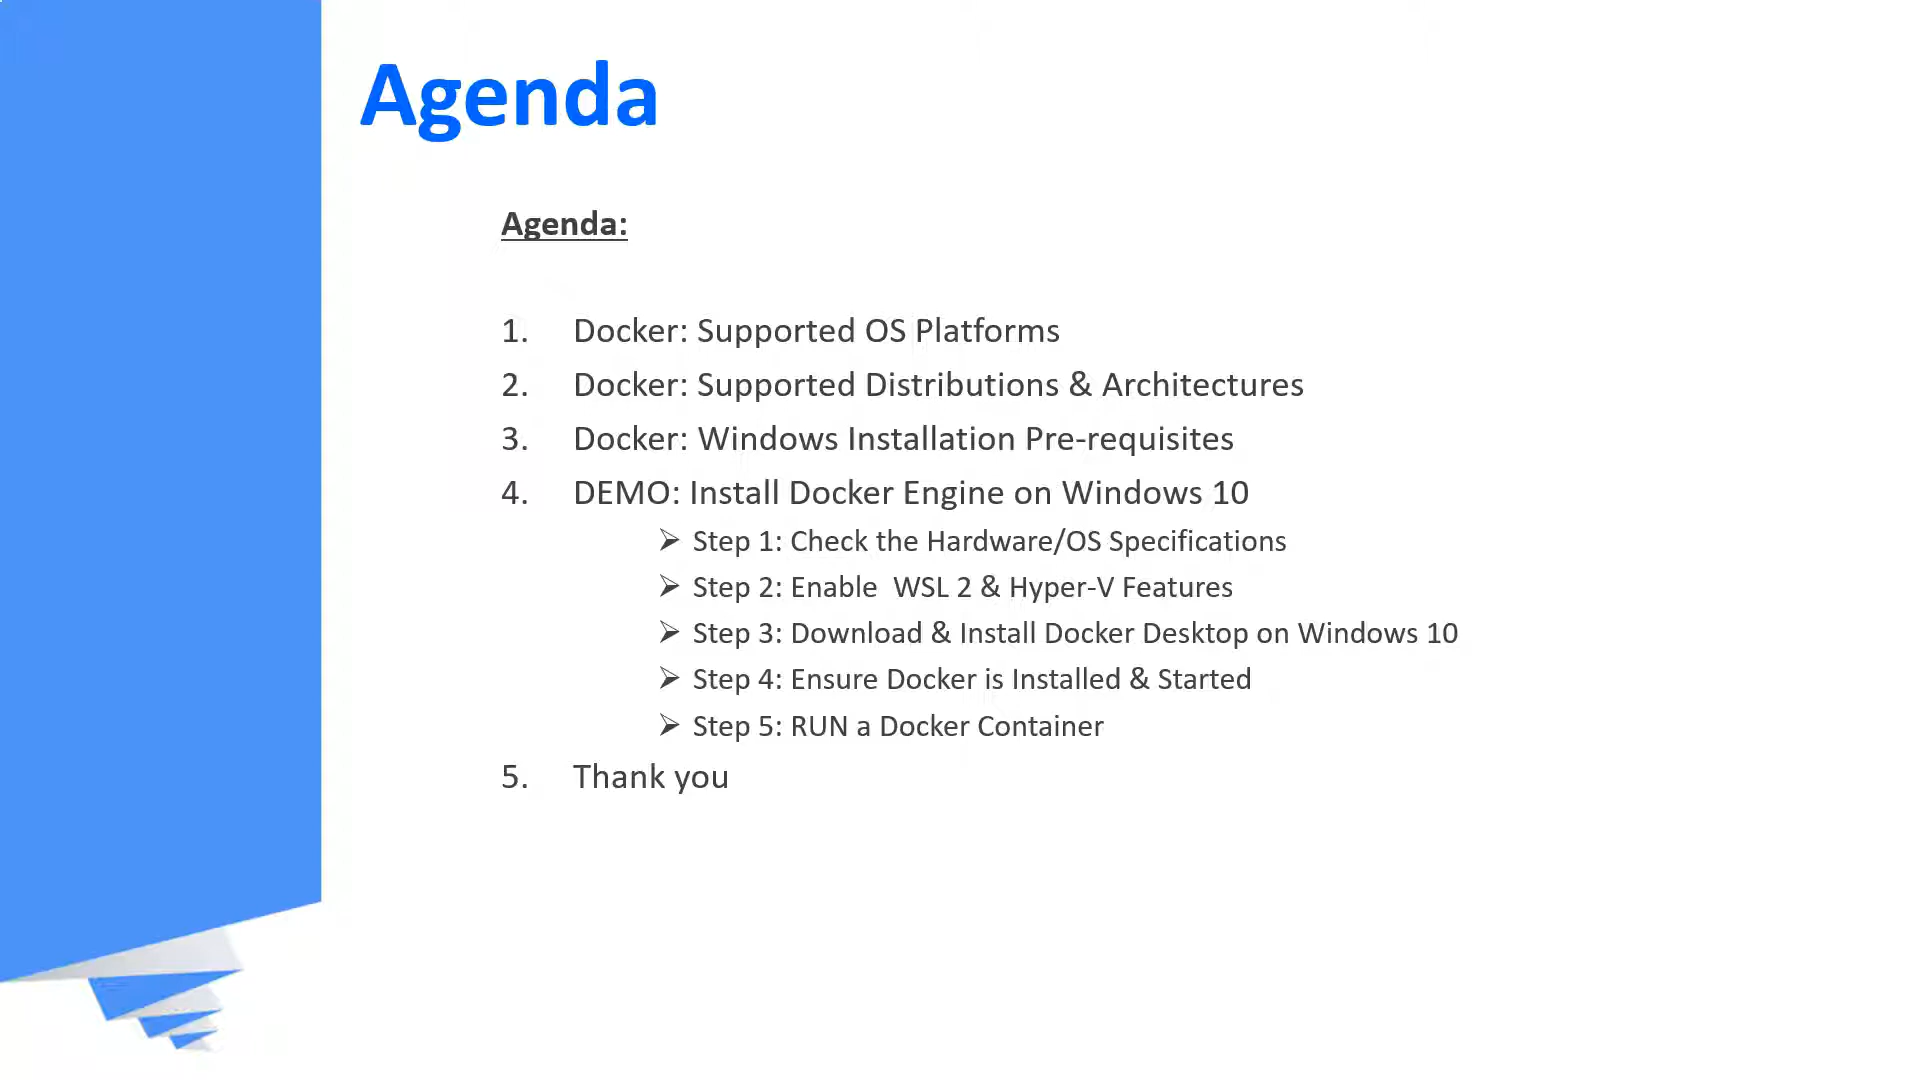 Agenda
Agenda:
1. Docker: Supported OS Platforms
2. Docker: Supported Distributions & Architectures
3. Docker: Windows Installation Pre-requisites
4. DEMO: Install Docker Engine on Windows 10
➢ Step 1: Check the Hardware/OS Specifications
➢ Step 2: Enable  WSL 2 & Hyper-V Features
➢ Step 3: Download & Install Docker Desktop on Windows 10
➢ Step 4: Ensure Docker is Installed & Started
➢ Step 5: RUN a Docker Container
5. Thank you